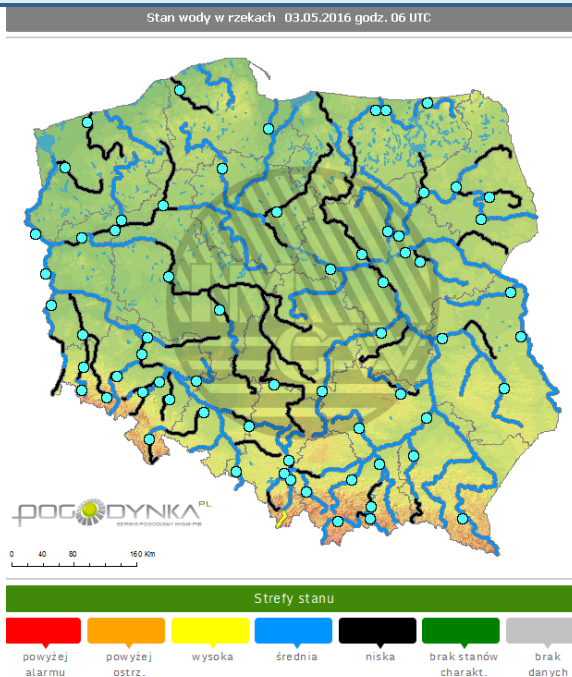 Stan wody w rzekach 03.05.2016 godz. 06 UTC
POGODYNKA.PL
SERWIS POGODOWY IMGW-PIB
0 40 80 160 Km
Strefy stanu
powyżej alarmu
powyżej ostrz.
wysoka
średnia
niska
brak stanów charakt.
brak danych